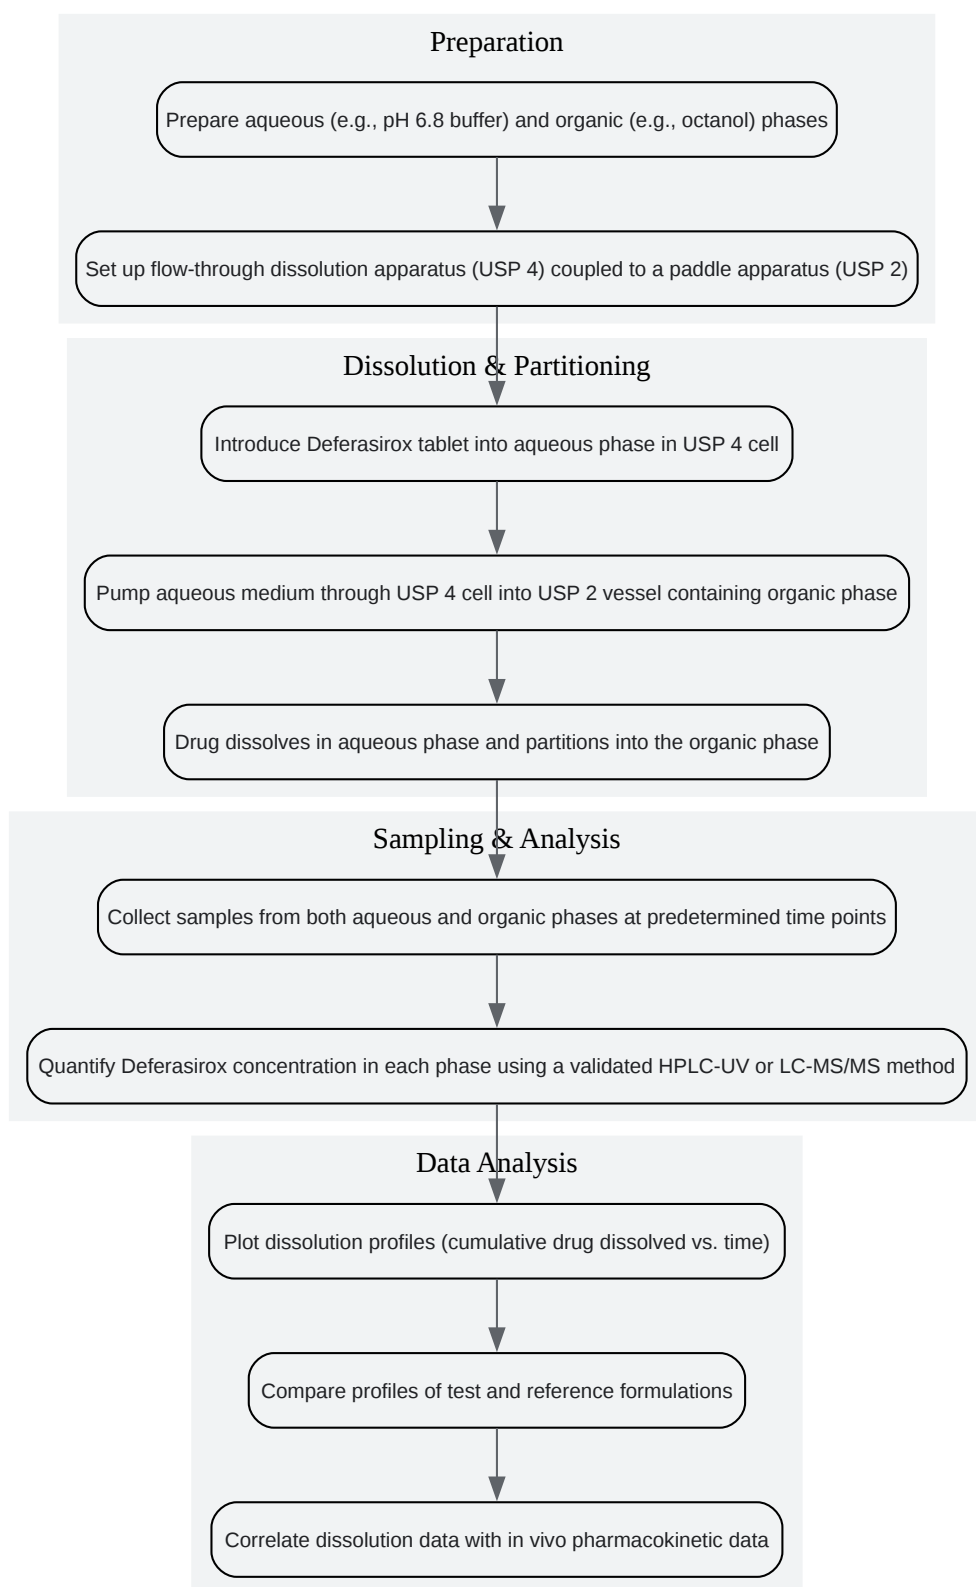 Preparation
Prepare aqueous (e.g., pH 6.8 buffer) and organic (e.g., octanol) phases
Set up flow-through dissolution apparatus (USP 4) coupled to a paddle apparatus (USP 2)
Dissolution & Partitioning
Introduce Deferasirox tablet into aqueous phase in USP 4 cell
Pump aqueous medium through USP 4 cell into USP 2 vessel containing organic phase
Drug dissolves in aqueous phase and partitions into the organic phase
Sampling & Analysis
Collect samples from both aqueous and organic phases at predetermined time points
Quantify Deferasirox concentration in each phase using a validated HPLC-UV or LC-MS/MS method
Data Analysis
Plot dissolution profiles (cumulative drug dissolved vs. time)
Compare profiles of test and reference formulations
Correlate dissolution data with in vivo pharmacokinetic data